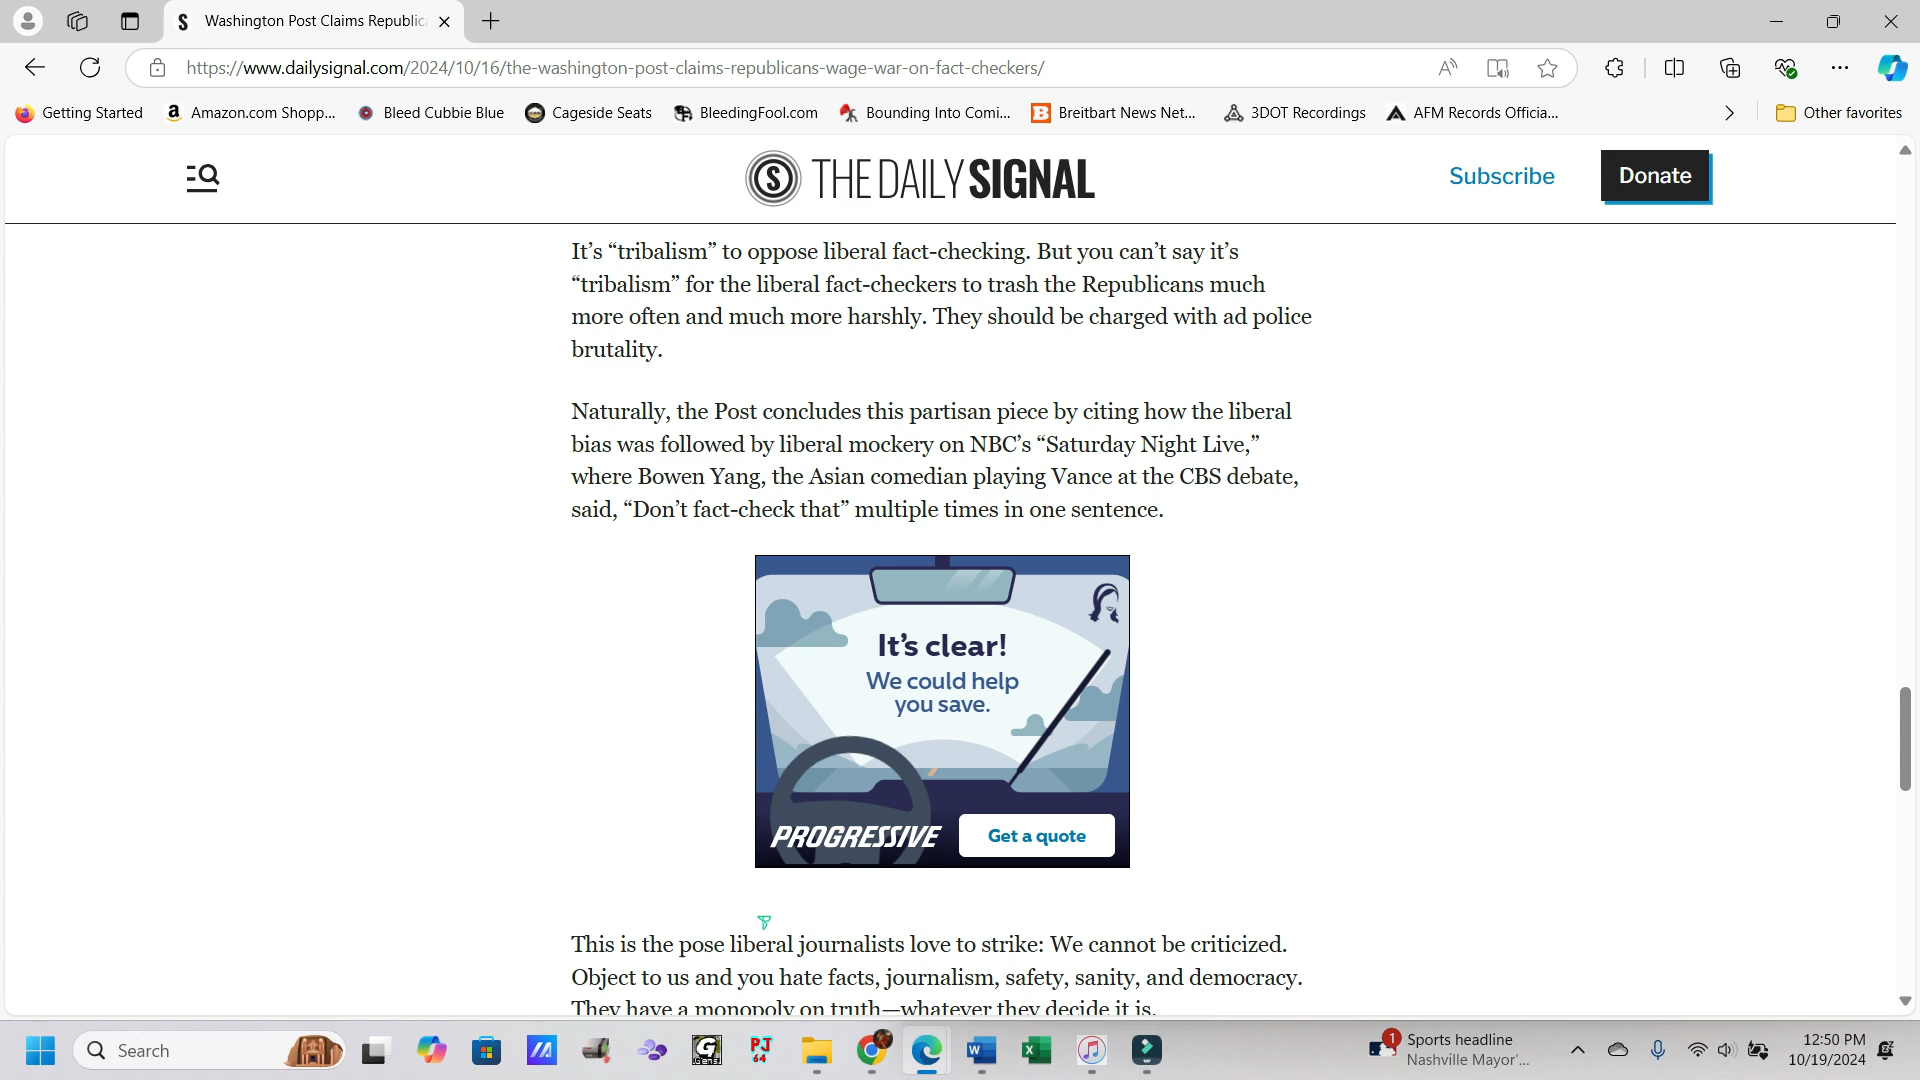 Washington Post Claims Republic
https://www.dailysignal.com/2024/10/16/the-washington-post-claims-republicans-wage-war-on-fact-checkers/
Getting Started
Amazon.com Shopp...
Bleed Cubbie Blue
Cageside Seats
BleedingFool.com
Bounding Into Comi...
Breitbart News Net...
3DOT Recordings
AFM Records Officia...
Other favorites
THE DAILY SIGNAL
Subscribe
Donate
It’s “tribalism” to oppose liberal fact-checking. But you can’t say it’s
“tribalism” for the liberal fact-checkers to trash the Republicans much
more often and much more harshly. They should be charged with ad police
brutality.
Naturally, the Post concludes this partisan piece by citing how the liberal
bias was followed by liberal mockery on NBC’s “Saturday Night Live,”
where Bowen Yang, the Asian comedian playing Vance at the CBS debate,
said, “Don’t fact-check that” multiple times in one sentence.
It’s clear!
We could help
you save.
PROGRESSIVE
Get a quote
This is the pose liberal journalists love to strike: We cannot be criticized.
Object to us and you hate facts, journalism, safety, sanity, and democracy.
They have a monopoly on truth—whatever they decide it is.
Search
PJ
64
1
Sports headline
Nashville Mayor'...
12:50 PM
10/19/2024